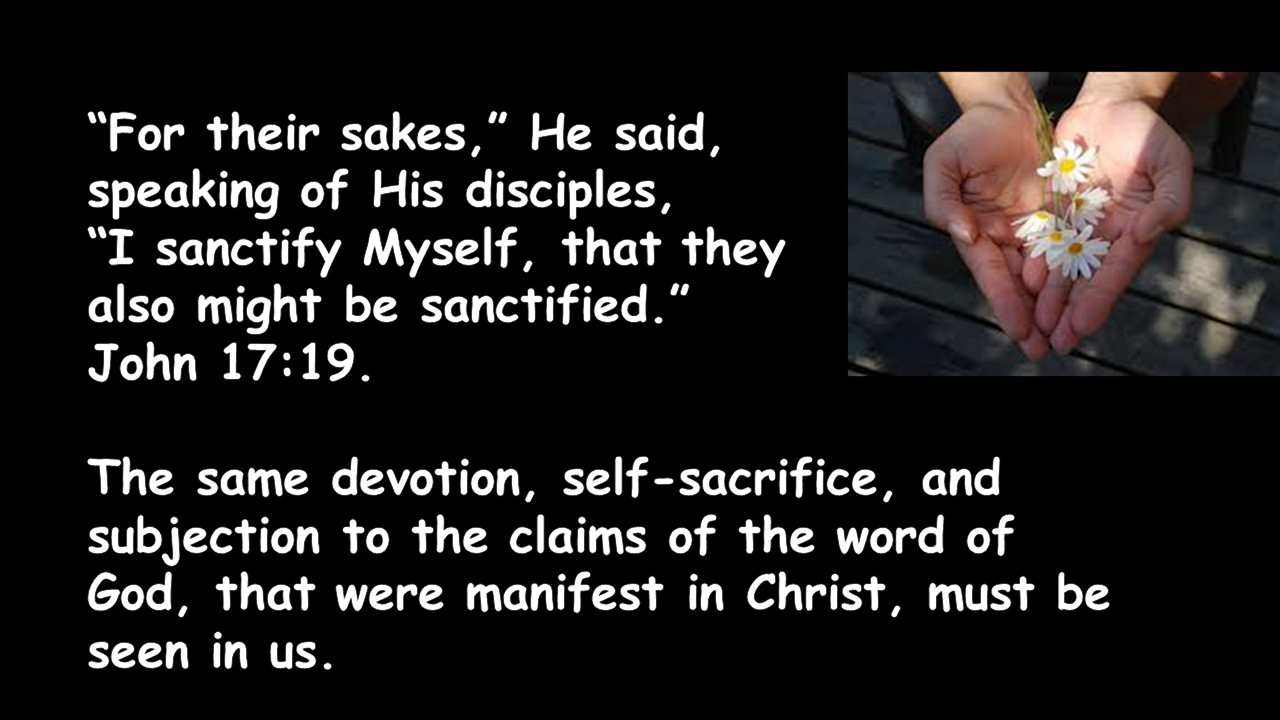 “For their sakes,” He said,
speaking of His disciples,
“I sanctify Myself, that they
also might be sanctified.”
John 17:19.
The same devotion, self-sacrifice, and
subjection to the claims of the word of
God, that were manifest in Christ, must be
seen in us.